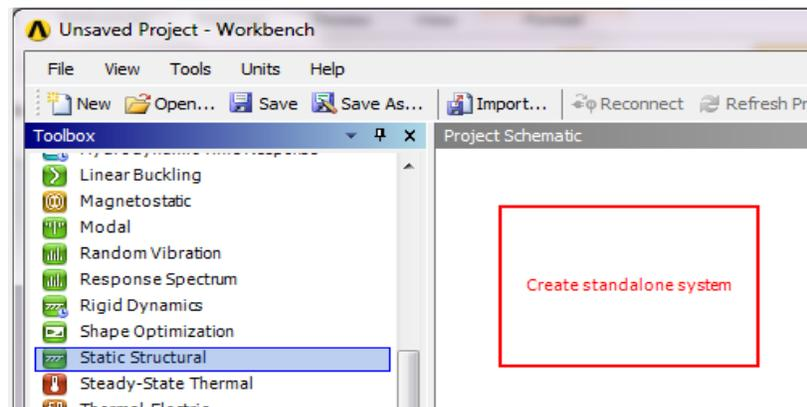 Unsaved Project - Workbench
File View Tools Units Help
New Open... Save Save As... Import... Reconnect Refresh Pr
Toolbox Project Schematic
Linear Buckling
Magnetostatic
Modal
Random Vibration
Response Spectrum
Rigid Dynamics
Shape Optimization
Static Structural
Steady-State Thermal
Create standalone system